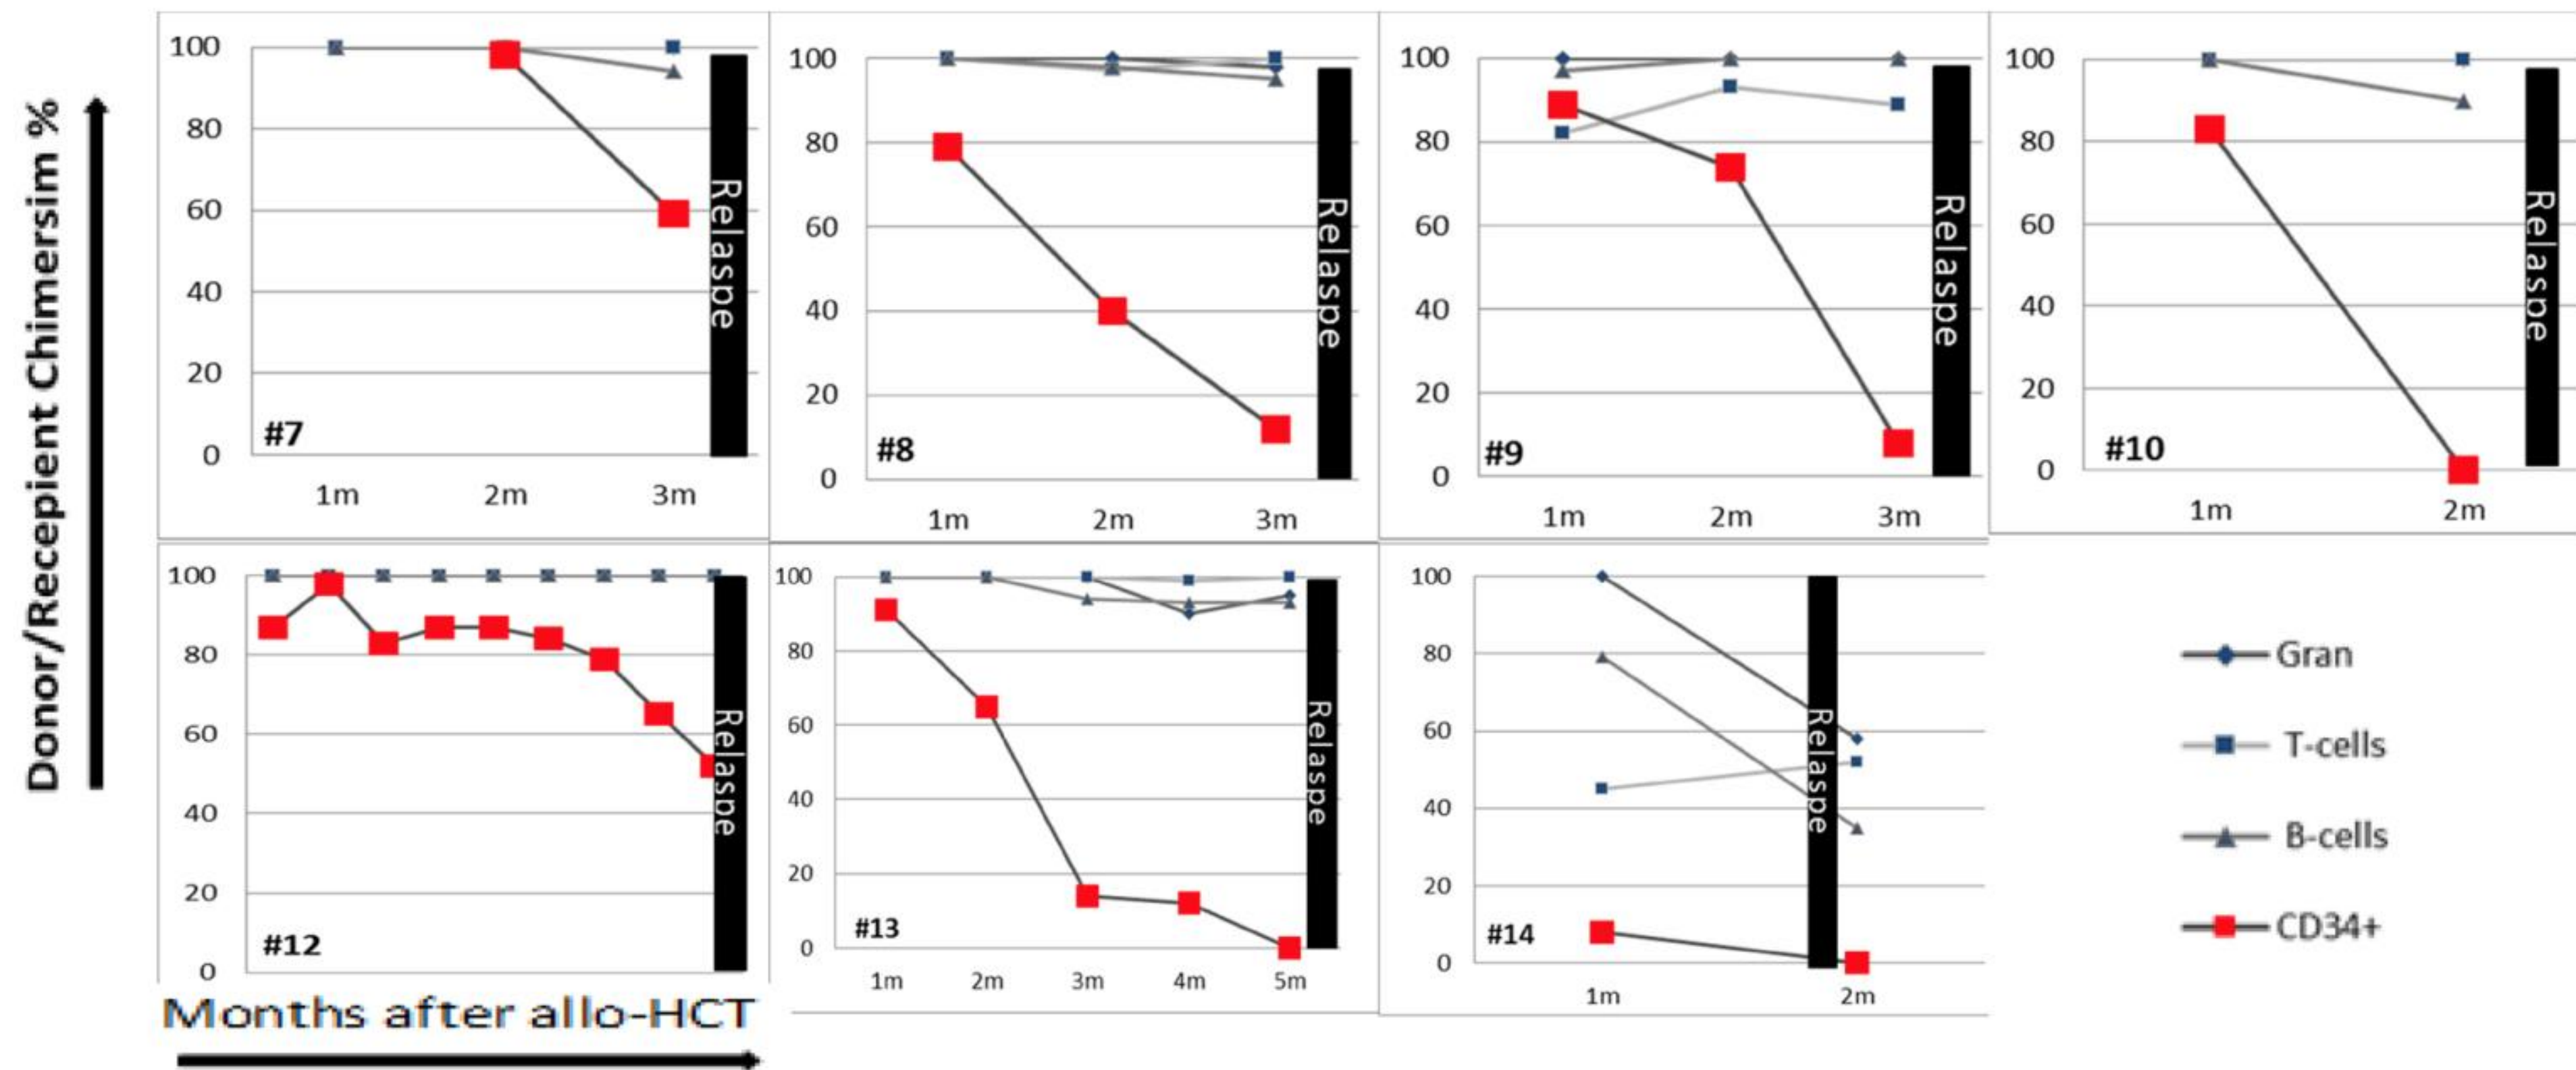 Donor/Recepient Chimersim %
100
80
60
40
20
0
#7
1m 2m 3m
Relaspe
100
80
60
40
20
0
#8
1m 2m 3m
Relaspe
100
80
60
40
20
0
#9
1m 2m 3m
Relaspe
100
80
60
40
20
0
#10
1m 2m
Relaspe
100
80
60
40
20
0
#12
Relaspe
100
80
60
40
20
0
#13
1m 2m 3m 4m 5m
Relaspe
100
80
60
40
20
0
#14
1m 2m
Relaspe
Gran
T-cells
B-cells
CD34+
Months after allo-HCT